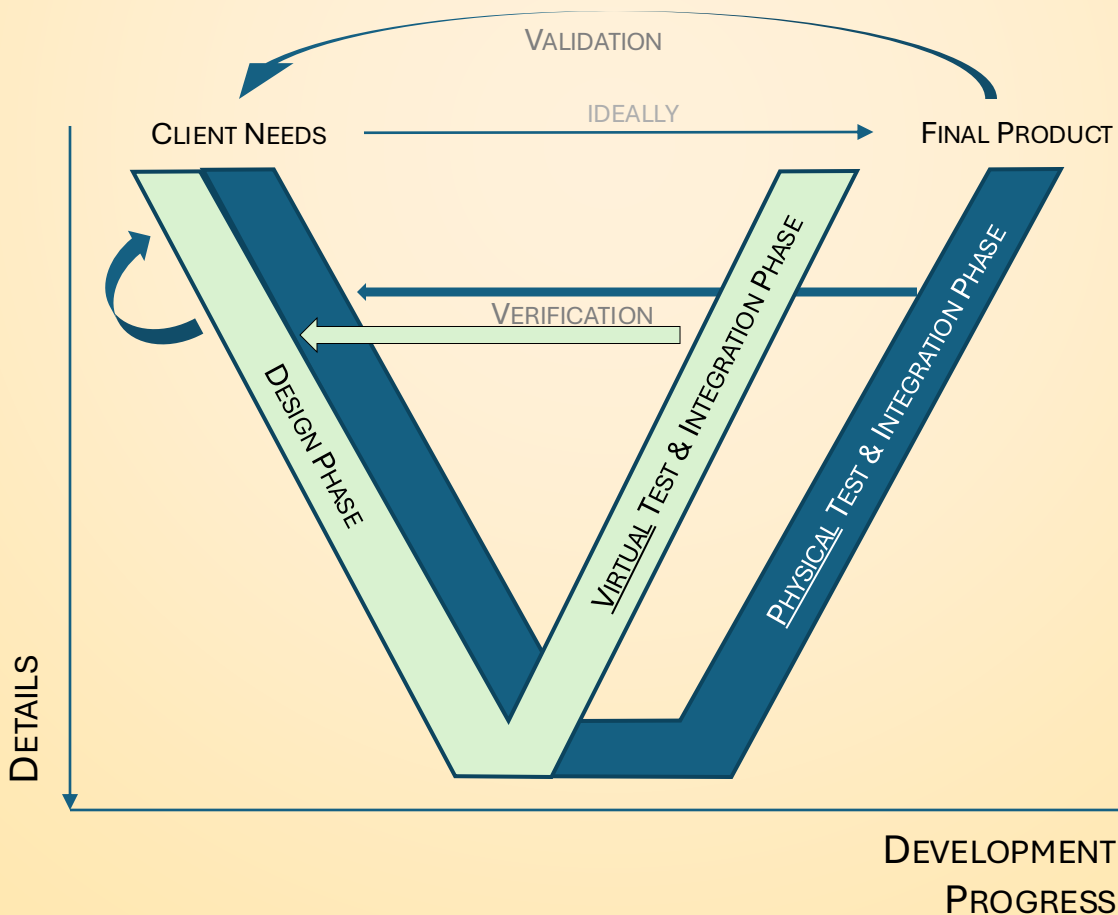 VALIDATION
IDEALLY
CLIENT NEEDS
FINAL PRODUCT
VERIFICATION
DESIGN PHASE
VIRTUAL TEST & INTEGRATION PHASE
PHYSICAL TEST & INTEGRATION PHASE
DETAILS
DEVELOPMENT
PROGRESS